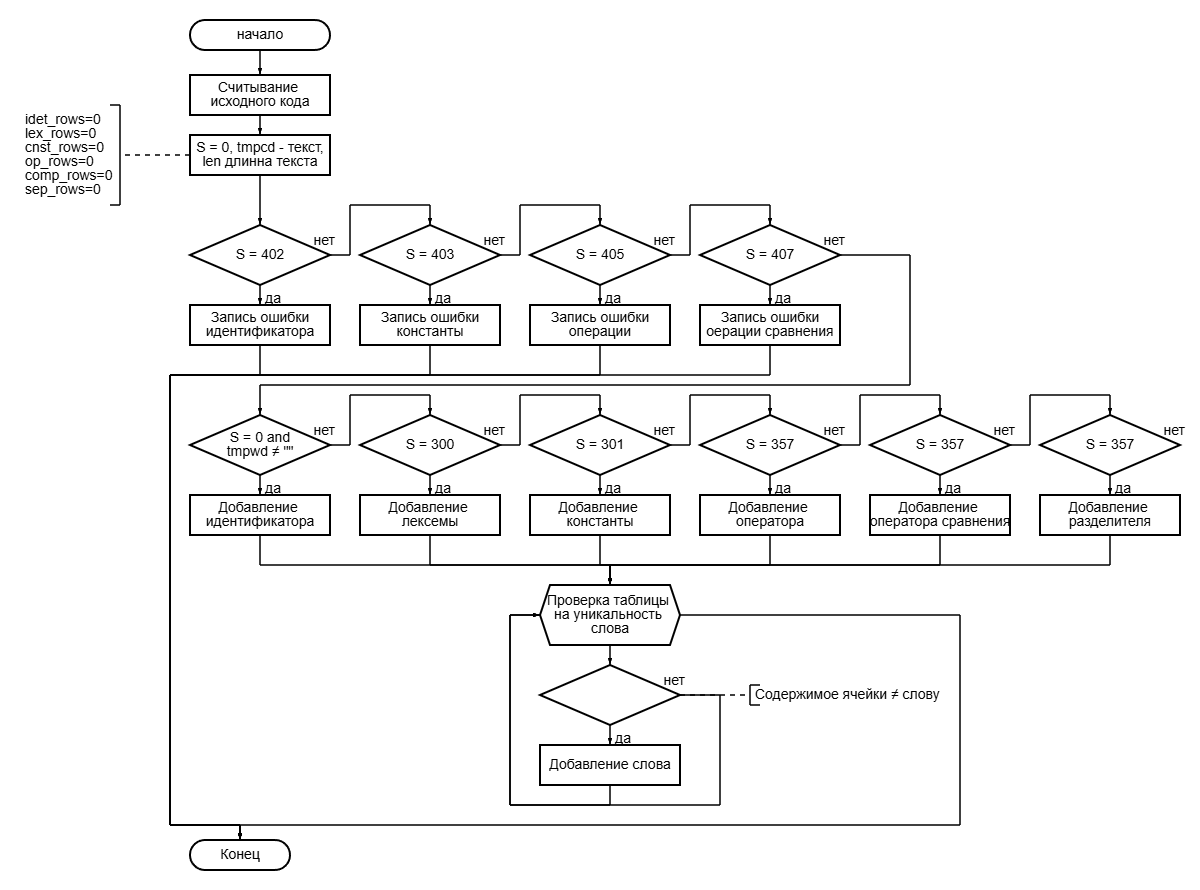 начало
Считывание
исходного кода
idet_rows=0
lex_rows=0
cnst_rows=0
op_rows=0
comp_rows=0
sep_rows=0
S = 0, tmpcd - текст,
len длинна текста
S = 402
нет
S = 403
нет
S = 405
нет
S = 407
нет
да
да
да
да
Запись ошибки
идентификатора
Запись ошибки
константы
Запись ошибки
операции
Запись ошибки
оерации сравнения
S = 0 and
tmpwd ≠ ""
нет
S = 300
нет
S = 301
нет
S = 357
нет
S = 357
нет
S = 357
нет
да
да
да
да
да
да
Добавление
идентификатора
Добавление
лексемы
Добавление
константы
Добавление
оператора
Добавление
оператора сравнения
Добавление
разделителя
Проверка таблицы
на уникальность
слова
нет
Содержимое ячейки ≠ слову
да
Добавление слова
Конец